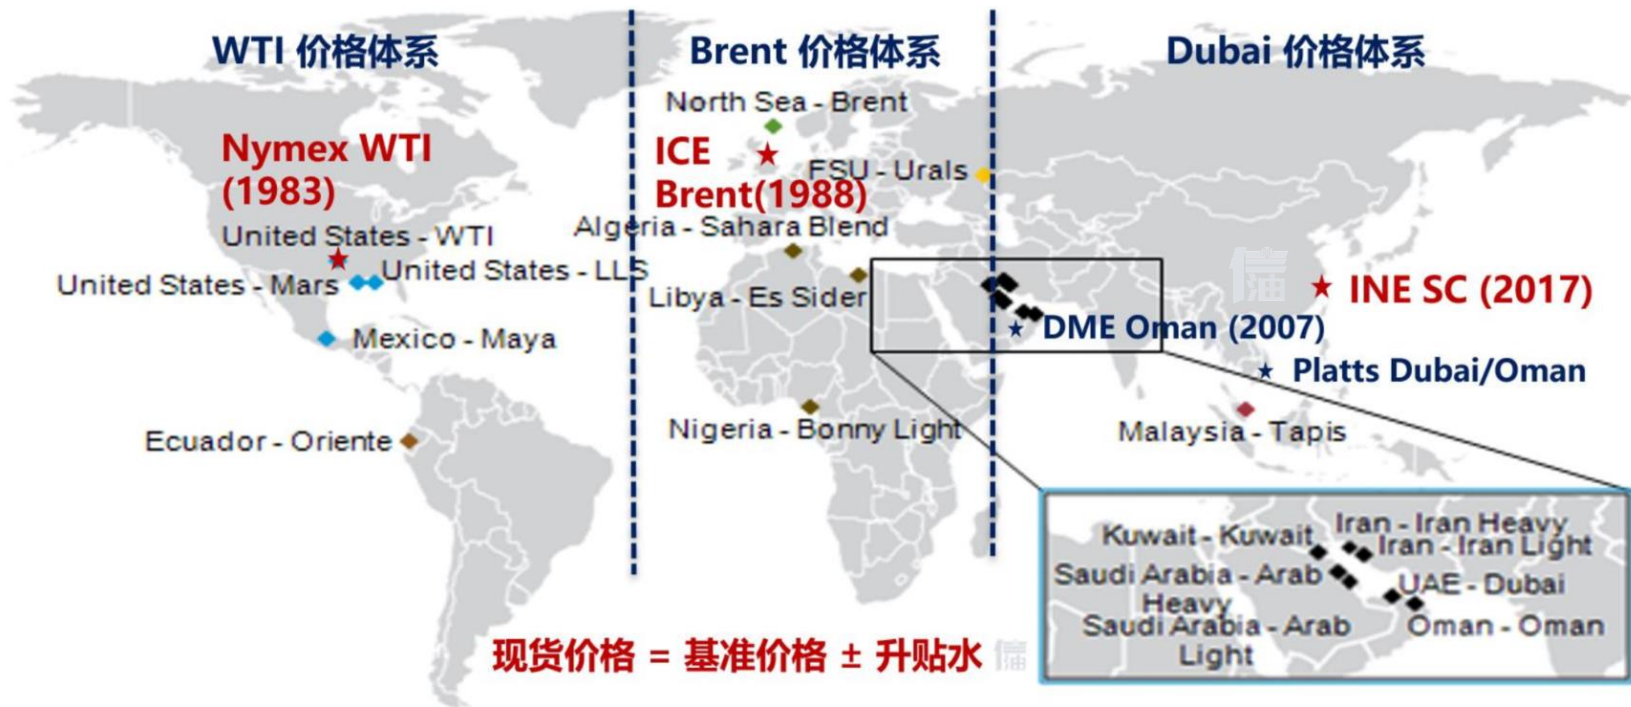 WTI 价格体系
Brent 价格体系
Dubai 价格体系
North Sea - Brent
Nymex WTI
(1983)
ICE
Brent(1988)
FSU - Urals
United States - WTI
Algeria - Sahara Blend
United States - LLS
United States - Mars
Libya - Es Sider
INE SC (2017)
Mexico - Maya
DME Oman (2007)
Platts Dubai/Oman
Ecuador - Oriente
Nigeria - Bonny Light
Malaysia - Tapis
Kuwait - Kuwait
Iran - Iran Heavy
Iran - Iran Light
Saudi Arabia - Arab
Heavy
UAE - Dubai
Saudi Arabia - Arab
Light
Oman - Oman
现货价格 = 基准价格 ± 升贴水